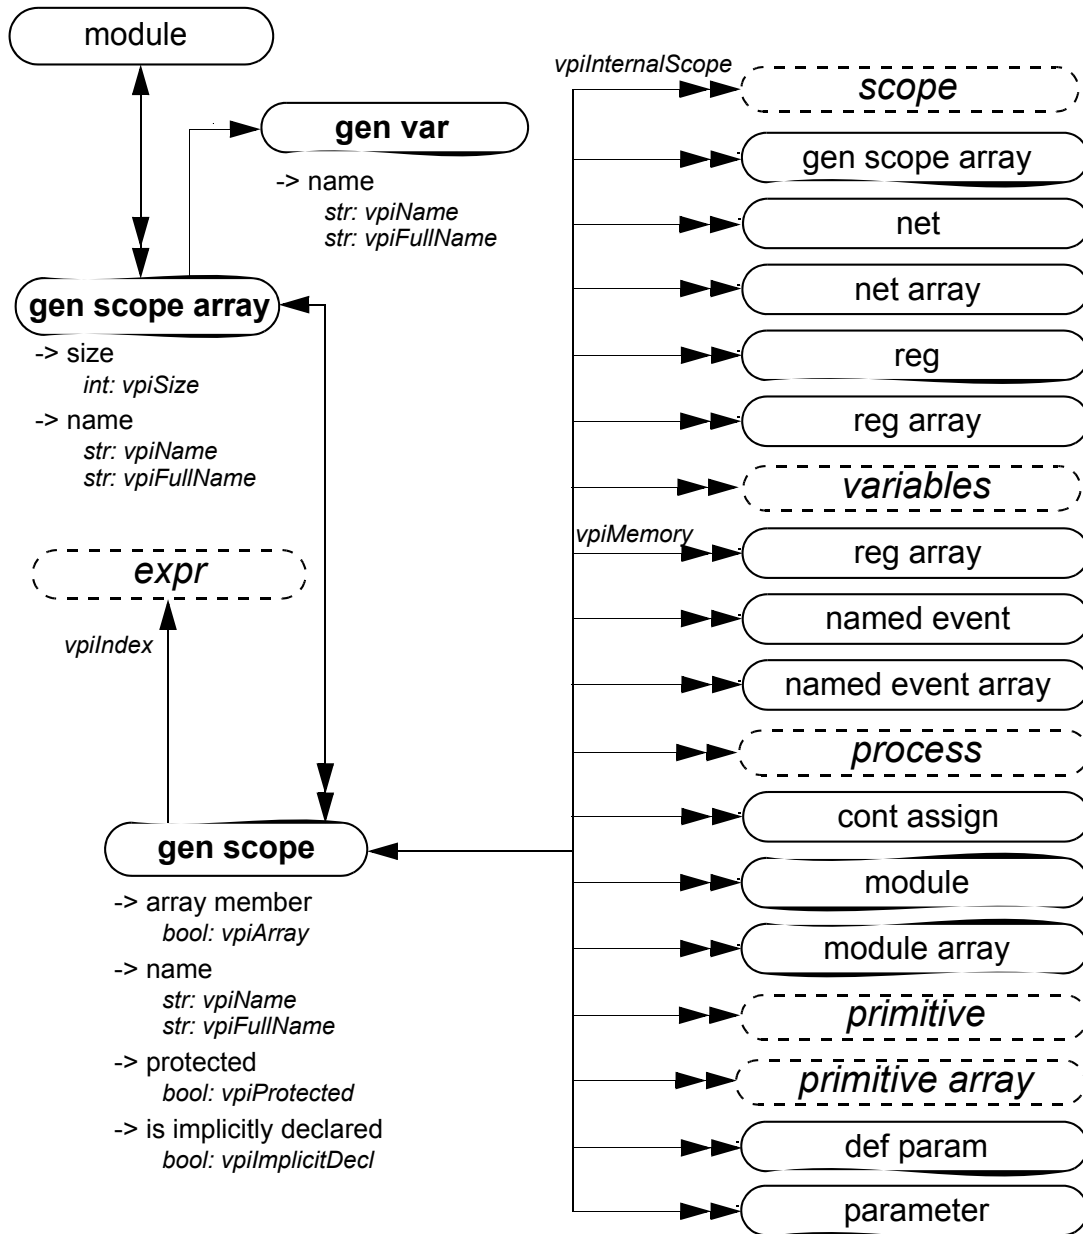 module
gen var
-> name
str: vpiName
str: vpiFullName
gen scope array
-> size
int: vpiSize
-> name
str: vpiName
str: vpiFullName
expr
vpiIndex
gen scope
-> array member
bool: vpiArray
-> name
str: vpiName
str: vpiFullName
-> protected
bool: vpiProtected
-> is implicitly declared
bool: vpiImplicitDecl
vpiInternalScope
scope
gen scope array
net
net array
reg
reg array
variables
vpiMemory
reg array
named event
named event array
process
cont assign
module
module array
primitive
primitive array
def param
parameter